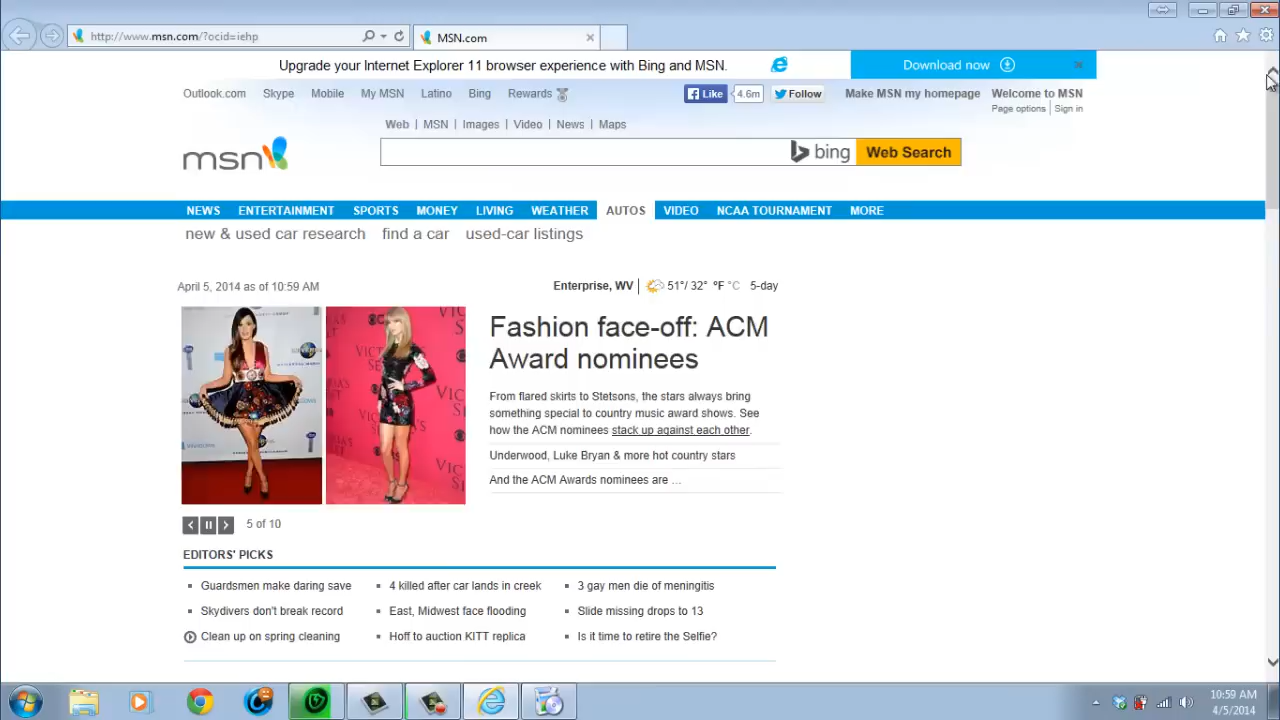 http://www.msn.com/?ocid=iehp
MSN.com
Upgrade your Internet Explorer 11 browser experience with Bing and MSN.
Download now
Outlook.com Skype Mobile My MSN Latino Bing Rewards
Like 4.6m Follow Make MSN my homepage Welcome to MSN
Page options Sign in
Web | MSN | Images | Video | News | Maps
msn
bing Web Search
NEWS ENTERTAINMENT SPORTS MONEY LIVING WEATHER AUTOS VIDEO NCAA TOURNAMENT MORE
new & used car research find a car used-car listings
April 5, 2014 as of 10:59 AM
Enterprise, WV 51°/ 32° °F °C 5-day
Fashion face-off: ACM
Award nominees
From flared skirts to Stetsons, the stars always bring
something special to country music award shows. See
how the ACM nominees stack up against each other.
Underwood, Luke Bryan & more hot country stars
And the ACM Awards nominees are ...
5 of 10
EDITORS' PICKS
Guardsmen make daring save
4 killed after car lands in creek
3 gay men die of meningitis
Skydivers don't break record
East, Midwest face flooding
Slide missing drops to 13
Clean up on spring cleaning
Hoff to auction KITT replica
Is it time to retire the Selfie?
10:59 AM
4/5/2014